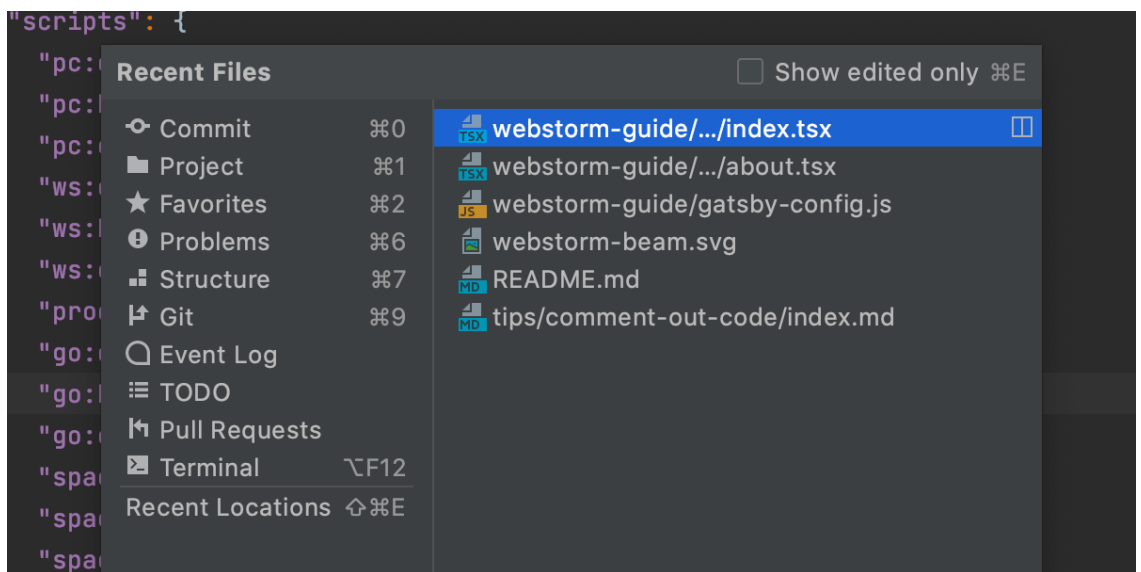 "scripts": {
"pc:
Recent Files
Show edited only ⌘E
"pc:
Commit ⌘0
webstorm-guide/.../index.tsx
"pc:
Project ⌘1
webstorm-guide/.../about.tsx
"ws:
Favorites ⌘2
webstorm-guide/gatsby-config.js
"ws:
Problems ⌘6
webstorm-beam.svg
"ws:
Structure ⌘7
README.md
"pro
Git ⌘9
tips/comment-out-code/index.md
"go:
Event Log
"go:
TODO
"go:
Pull Requests
"spa
Terminal ⌥F12
"spa
Recent Locations ⇧⌘E
"spa